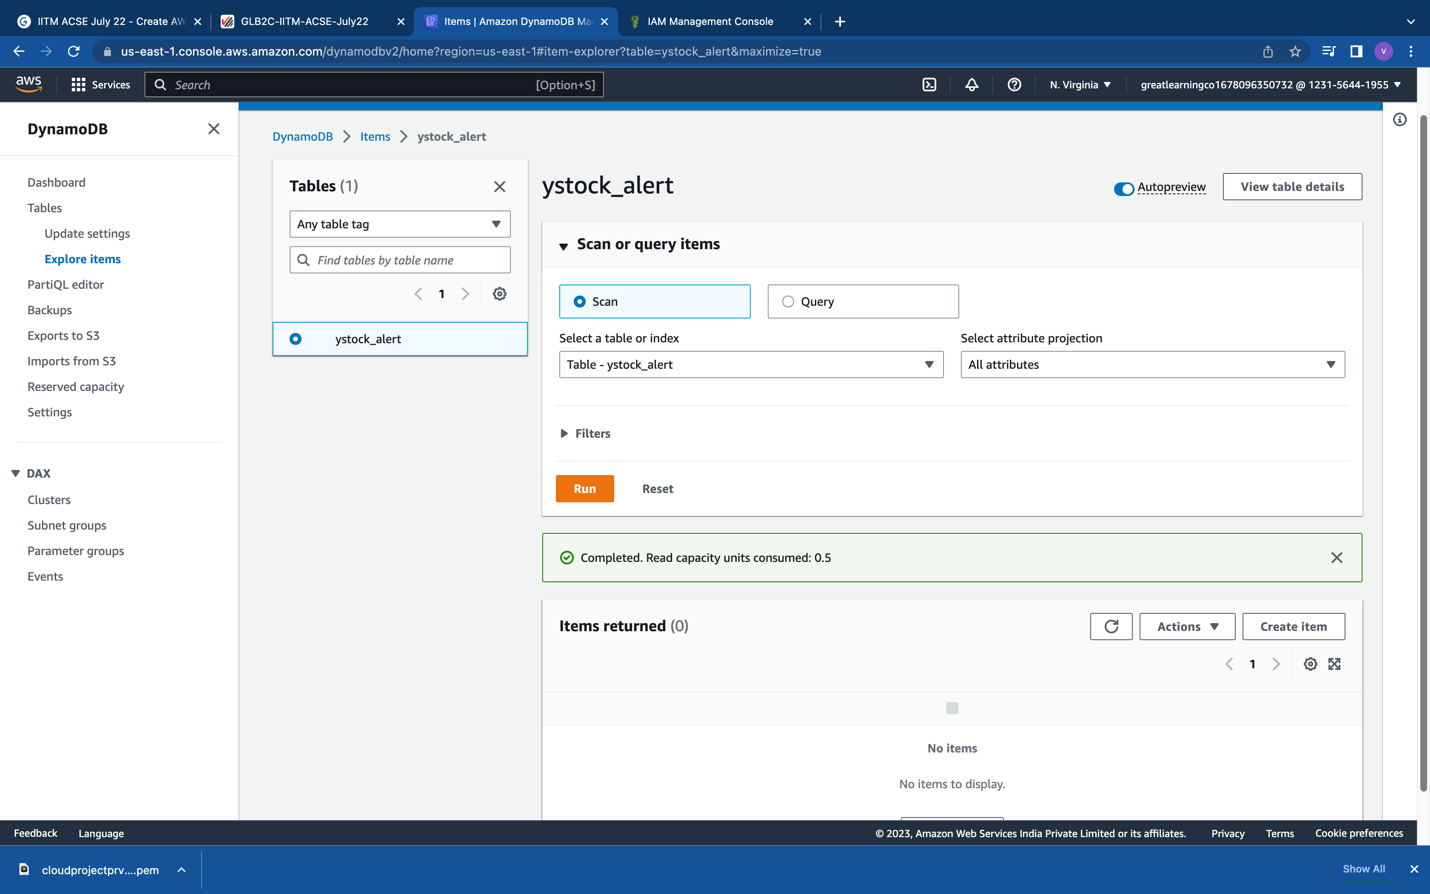 IITM ACSE July 22 - Create AW
GLB2C-IITM-ACSE-July22
Items | Amazon DynamoDB Ma
IAM Management Console
us-east-1.console.aws.amazon.com/dynamodbv2/home?region=us-east-1#item-explorer?table=ystock_alert&maximize=true
V
aws
Services
Search
[Option+S]
N. Virginia
greatlearningco1678096350732 @ 1231-5644-1955
DynamoDB
Dashboard
Tables
Update settings
Explore items
PartiQL editor
Backups
Exports to S3
Imports from S3
Reserved capacity
Settings
DAX
Clusters
Subnet groups
Parameter groups
Events
DynamoDB
Items
ystock_alert
Tables (1)
Any table tag
Find tables by table name
1
ystock_alert
ystock_alert
Autopreview
View table details
Scan or query items
Scan
Query
Select a table or index
Select attribute projection
Table - ystock_alert
All attributes
Filters
Run
Reset
Completed. Read capacity units consumed: 0.5
Items returned (0)
Actions
Create item
1
No items
No items to display.
Feedback
Language
© 2023, Amazon Web Services India Private Limited or its affiliates.
Privacy
Terms
Cookie preferences
cloudprojectprv....pem
Show All